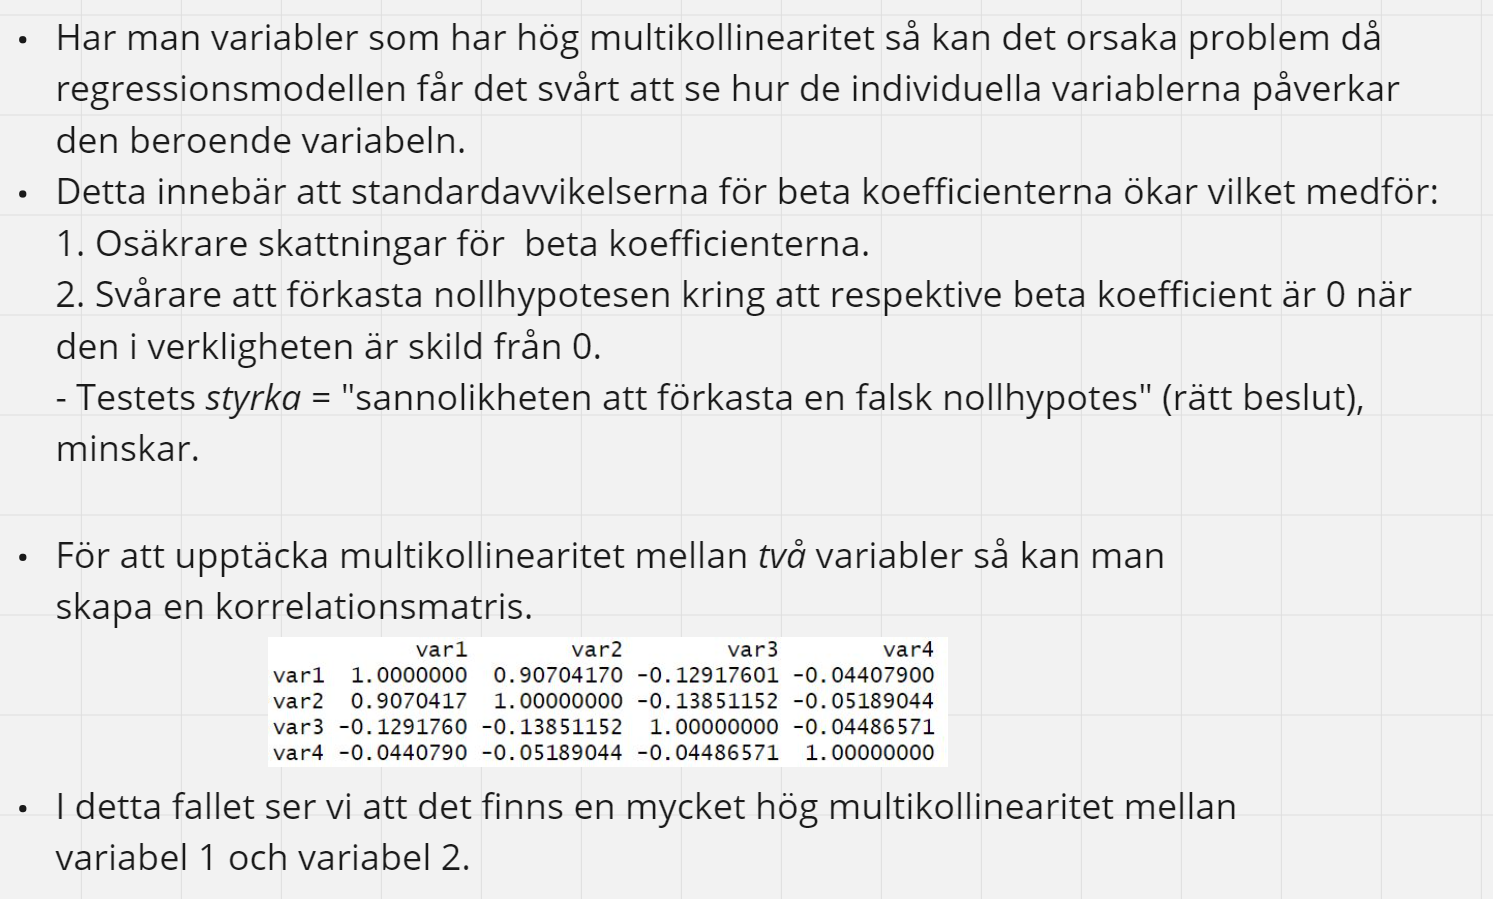 • Har man variabler som har hög multikollinearitet så kan det orsaka problem då
regressionsmodellen får det svårt att se hur de individuella variablerna påverkar
den beroende variabeln.
• Detta innebär att standardavvikelserna för beta koefficienterna ökar vilket medför:
1. Osäkrare skattningar för  beta koefficienterna.
2. Svårare att förkasta nollhypotesen kring att respektive beta koefficient är 0 när
den i verkligheten är skild från 0.
- Testets styrka = "sannolikheten att förkasta en falsk nollhypotes" (rätt beslut),
minskar.
• För att upptäcka multikollinearitet mellan två variabler så kan man
skapa en korrelationsmatris.
var1 var2 var3 var4
var1 1.0000000 0.90704170 -0.12917601 -0.04407900
var2 0.9070417 1.00000000 -0.13851152 -0.05189044
var3 -0.1291760 -0.13851152 1.00000000 -0.04486571
var4 -0.0440790 -0.05189044 -0.04486571 1.00000000
• I detta fallet ser vi att det finns en mycket hög multikollinearitet mellan
variabel 1 och variabel 2.